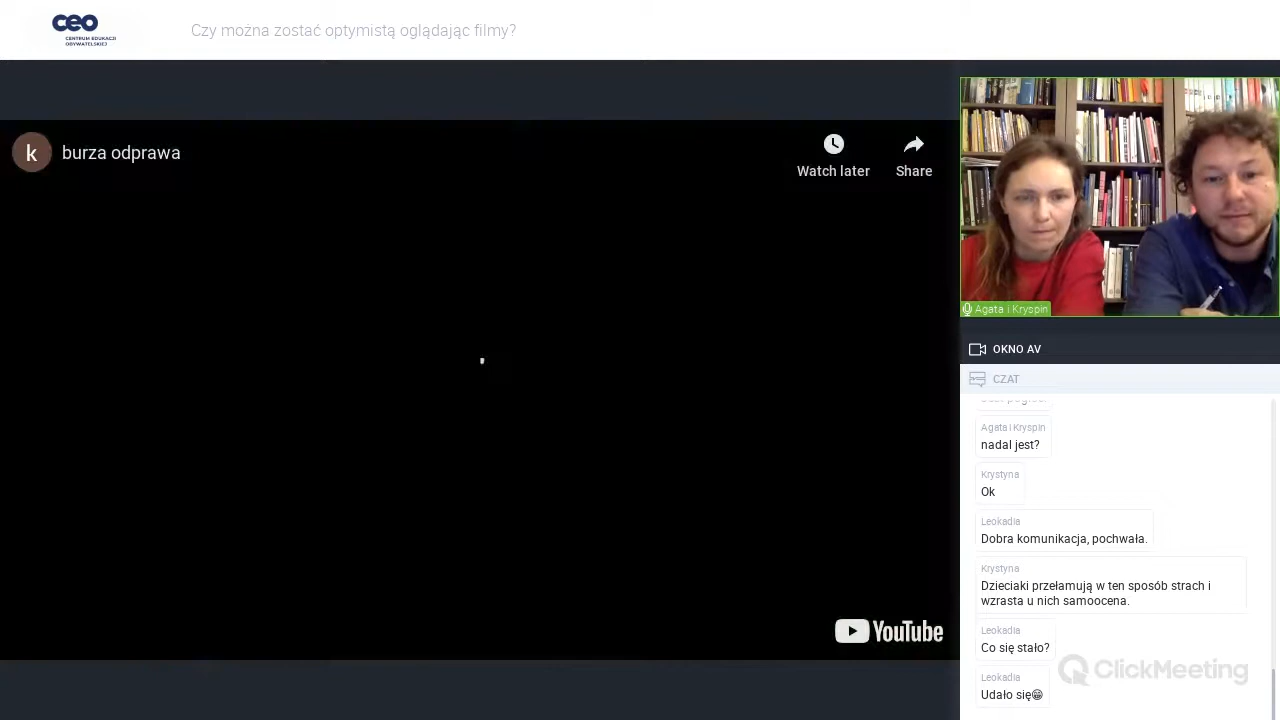 ceo
CENTRUM EDUKACJI
OBYWATELSKIEJ
Czy można zostać optymistą oglądając filmy?
k
burza odprawa
Watch later
Share
YouTube
Agata i Kryspin
OKNO AV
CZAT
Agata i Kryspin
nadal jest?
Krystyna
Ok
Leokadia
Dobra komunikacja, pochwała.
Krystyna
Dzieciaki przełamują w ten sposób strach i
wzrasta u nich samoocena.
Leokadia
Co się stało?
Leokadia
Udało się😁
ClickMeeting